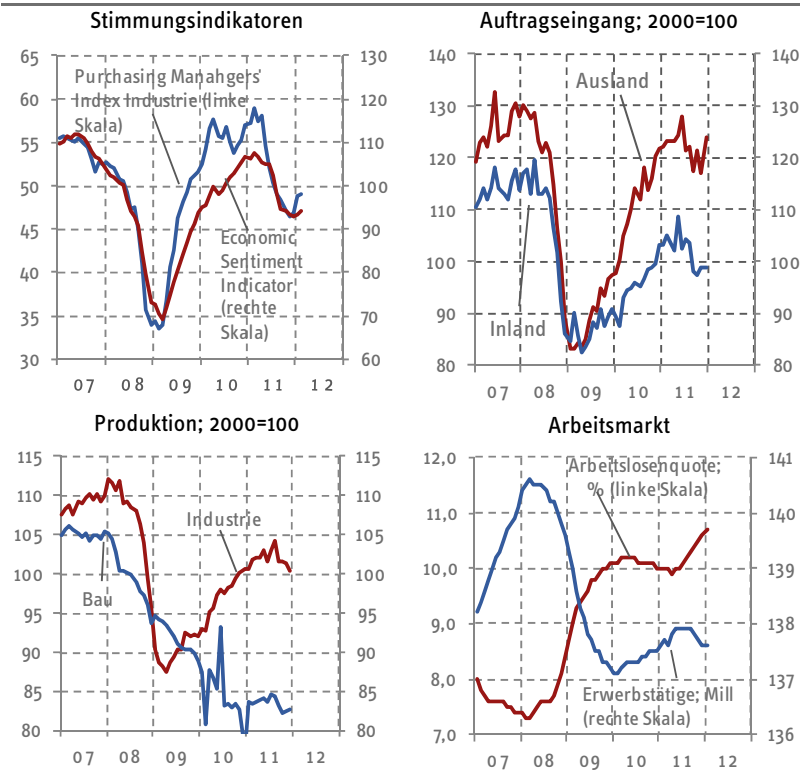 Stimmungsindikatoren
65
60
55
50
45
40
35
30
130
120
110
100
90
80
70
60
Purchasing Manahgers'
Index Industrie (linke
Skala)
Economic
Sentiment
Indicator
(rechte
Skala)
07 08 09 10 11 12
Auftragseingang; 2000=100
140
130
120
110
100
90
80
140
130
120
110
100
90
80
Ausland
Inland
07 08 09 10 11 12
Produktion; 2000=100
115
110
105
100
95
90
85
80
115
110
105
100
95
90
85
80
Industrie
Bau
07 08 09 10 11 12
Arbeitsmarkt
12,0
11,0
10,0
9,0
8,0
7,0
141
140
139
138
137
136
Arbeitslosenquote;
% (linke Skala)
Erwerbstätige; Mill
(rechte Skala)
07 08 09 10 11 12